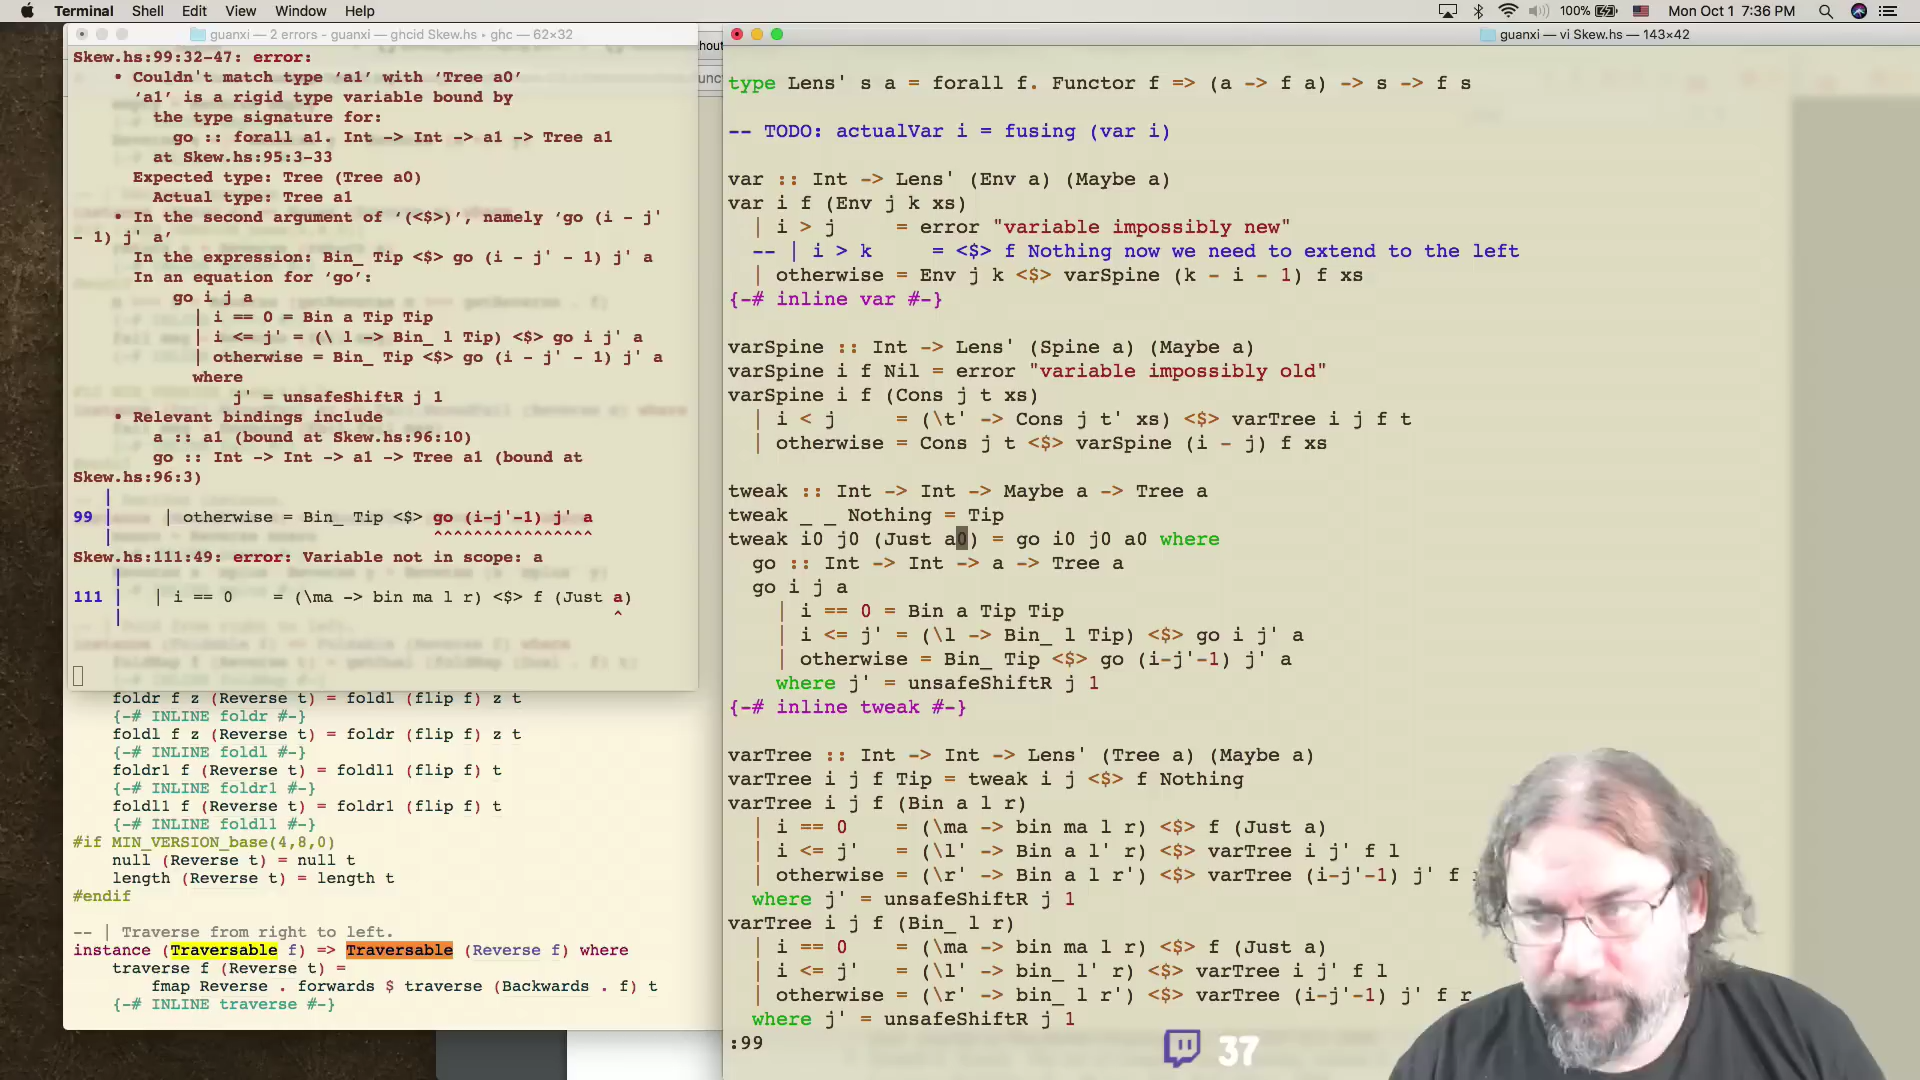 Terminal Shell Edit View Window Help 100% Mon Oct 1 7:36 PM
guanxi — 2 errors - guanxi — ghcid Skew.hs • ghc — 62×32
Skew.hs:99:32-47: error:
• Couldn't match type ‘a1’ with ‘Tree a0’
‘a1’ is a rigid type variable bound by
the type signature for:
go :: forall a1. Int -> Int -> a1 -> Tree a1
at Skew.hs:95:3-33
Expected type: Tree (Tree a0)
Actual type: Tree a1
• In the second argument of ‘(<$>)’, namely ‘go (i - j'
- 1) j' a’
In the expression: Bin_ Tip <$> go (i - j' - 1) j' a
In an equation for ‘go’:
go i j a
| i == 0 = Bin a Tip Tip
| i <= j' = (\ l -> Bin_ l Tip) <$> go i j' a
| otherwise = Bin_ Tip <$> go (i - j' - 1) j' a
where
j' = unsafeShiftR j 1
• Relevant bindings include
a :: a1 (bound at Skew.hs:96:10)
go :: Int -> Int -> a1 -> Tree a1 (bound at
Skew.hs:96:3)
|
99 | | otherwise = Bin_ Tip <$> go (i-j'-1) j' a
| ^^^^^^^^^^^^^^^^
Skew.hs:111:49: error: Variable not in scope: a
|
111 | | i == 0 = (\ma -> bin ma l r) <$> f (Just a)
| ^
foldr f z (Reverse t) = foldl (flip f) z t
{-# INLINE foldr #-}
foldl f z (Reverse t) = foldr (flip f) z t
{-# INLINE foldl #-}
foldr1 f (Reverse t) = foldl1 (flip f) t
{-# INLINE foldr1 #-}
foldl1 f (Reverse t) = foldr1 (flip f) t
{-# INLINE foldl1 #-}
#if MIN_VERSION_base(4,8,0)
null (Reverse t) = null t
length (Reverse t) = length t
#endif
-- | Traverse from right to left.
instance (Traversable f) => Traversable (Reverse f) where
traverse f (Reverse t) =
fmap Reverse . forwards $ traverse (Backwards . f) t
{-# INLINE traverse #-}
guanxi — vi Skew.hs — 143×42
type Lens' s a = forall f. Functor f => (a -> f a) -> s -> f s
-- TODO: actualVar i = fusing (var i)
var :: Int -> Lens' (Env a) (Maybe a)
var i f (Env j k xs)
| i > j = error "variable impossibly new"
-- | i > k = <$> f Nothing now we need to extend to the left
| otherwise = Env j k <$> varSpine (k - i - 1) f xs
{-# inline var #-}
varSpine :: Int -> Lens' (Spine a) (Maybe a)
varSpine i f Nil = error "variable impossibly old"
varSpine i f (Cons j t xs)
| i < j = (\t' -> Cons j t' xs) <$> varTree i j f t
| otherwise = Cons j t <$> varSpine (i - j) f xs
tweak :: Int -> Int -> Maybe a -> Tree a
tweak _ _ Nothing = Tip
tweak i0 j0 (Just a0) = go i0 j0 a0 where
go :: Int -> Int -> a -> Tree a
go i j a
| i == 0 = Bin a Tip Tip
| i <= j' = (\l -> Bin_ l Tip) <$> go i j' a
| otherwise = Bin_ Tip <$> go (i-j'-1) j' a
where j' = unsafeShiftR j 1
{-# inline tweak #-}
varTree :: Int -> Int -> Lens' (Tree a) (Maybe a)
varTree i j f Tip = tweak i j <$> f Nothing
varTree i j f (Bin a l r)
| i == 0 = (\ma -> bin ma l r) <$> f (Just a)
| i <= j' = (\l' -> Bin a l' r) <$> varTree i j' f l
| otherwise = (\r' -> Bin a l r') <$> varTree (i-j'-1) j' f
where j' = unsafeShiftR j 1
varTree i j f (Bin_ l r)
| i == 0 = (\ma -> bin ma l r) <$> f (Just a)
| i <= j' = (\l' -> bin_ l' r) <$> varTree i j' f l
| otherwise = (\r' -> bin_ l r') <$> varTree (i-j'-1) j' f r
where j' = unsafeShiftR j 1
:99
37